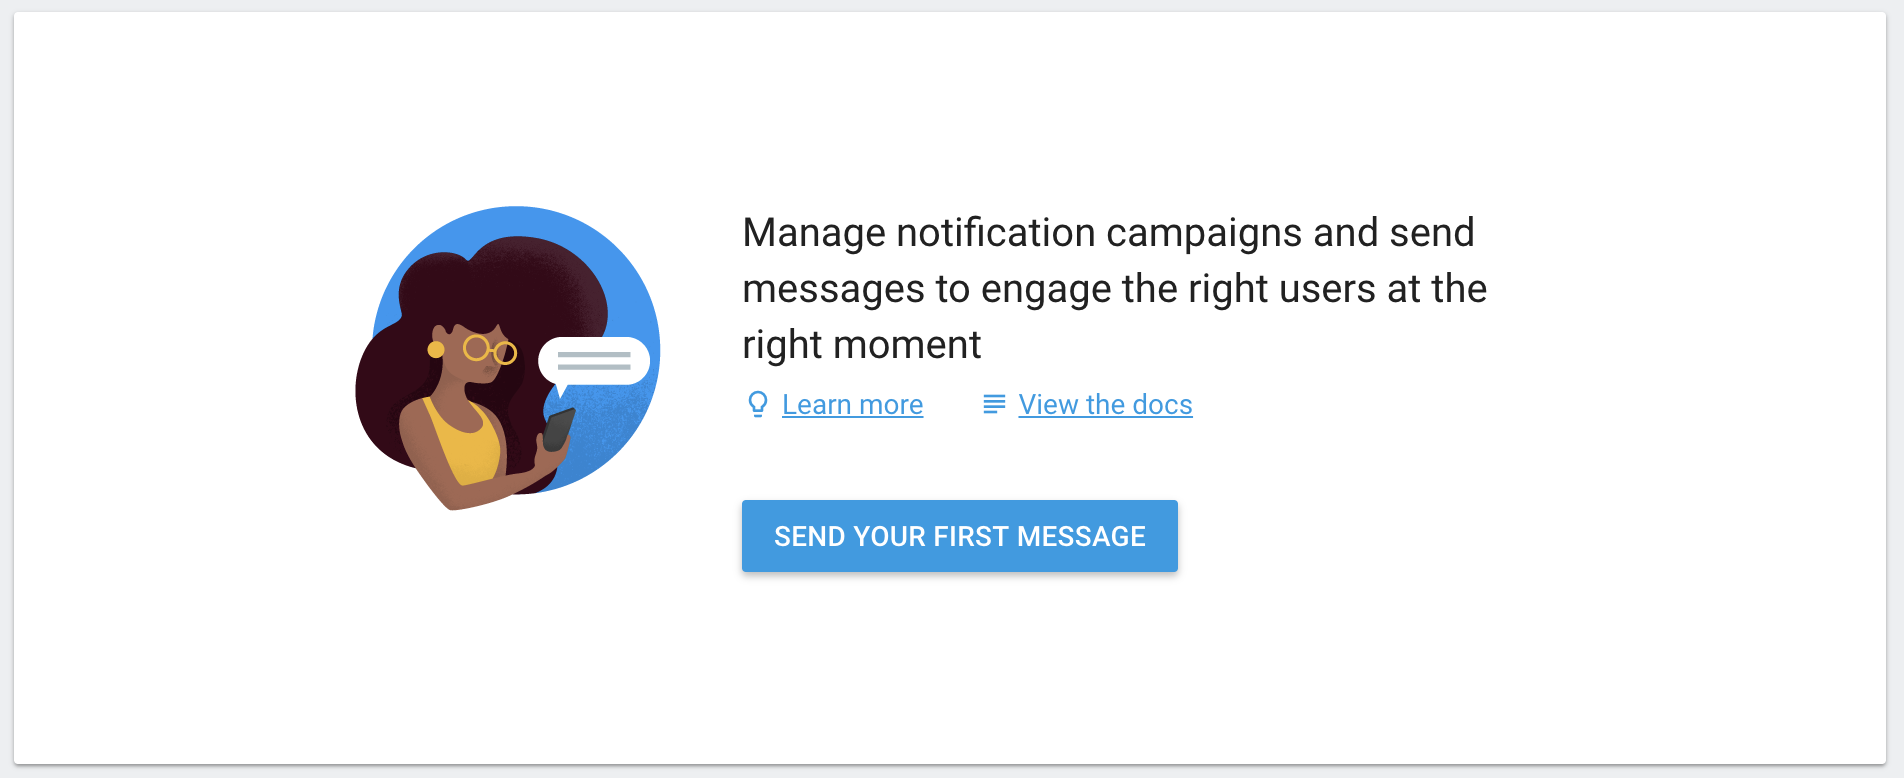 Manage notification campaigns and send
messages to engage the right users at the
right moment
Learn more
View the docs
SEND YOUR FIRST MESSAGE